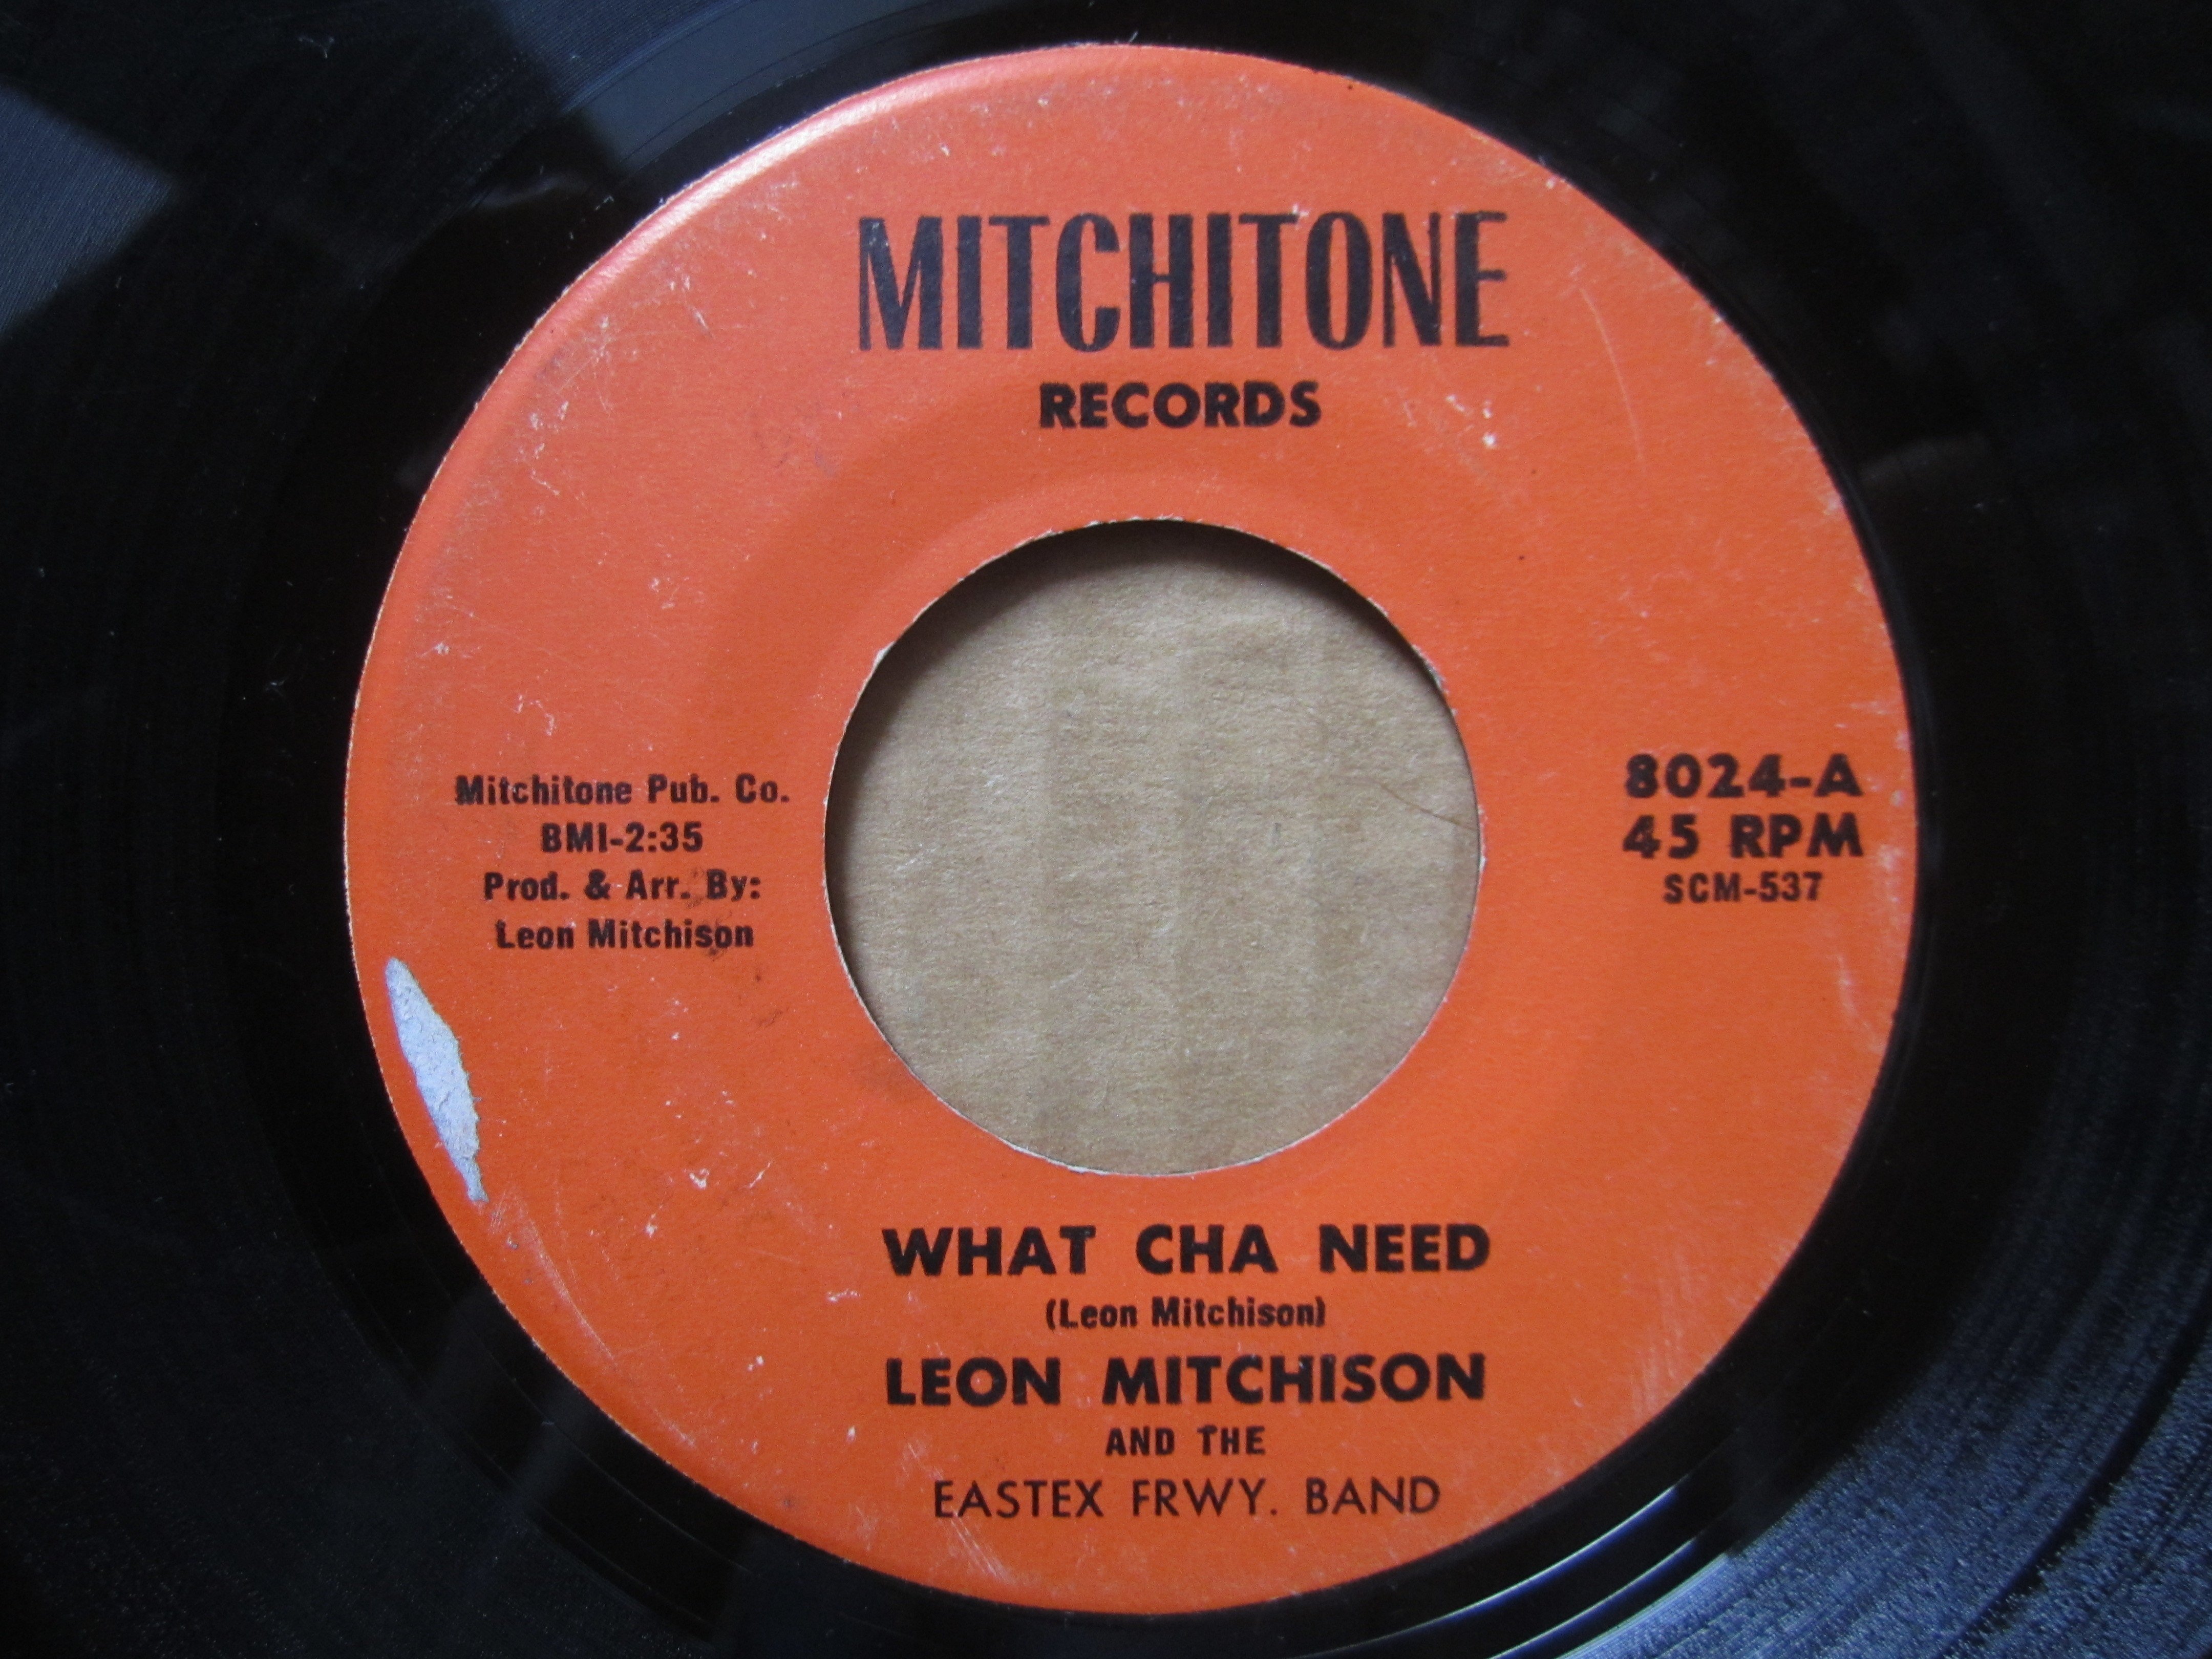 MITCHITONE
RECORDS
Mitchitone Pub. Co.
BMI-2:35
Prod. & Arr. By:
Leon Mitchison
8024-A
45 RPM
SCM-537
WHAT CHA NEED
(Leon Mitchison)
LEON MITCHISON
AND THE
EASTEX FRWY. BAND